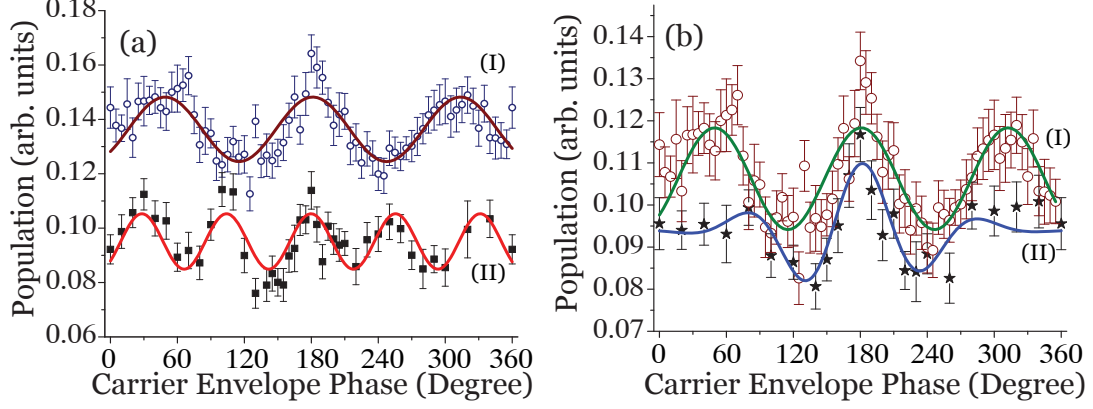 (a)
(I)
(II)
Population (arb. units)
0.18
0.16
0.14
0.12
0.10
0.08
0.06
0 60 120 180 240 300 360
Carrier Envelope Phase (Degree)
(b)
(I)
(II)
Population (arb. units)
0.14
0.13
0.12
0.11
0.10
0.09
0.08
0.07
0 60 120 180 240 300 360
Carrier Envelope Phase (Degree)